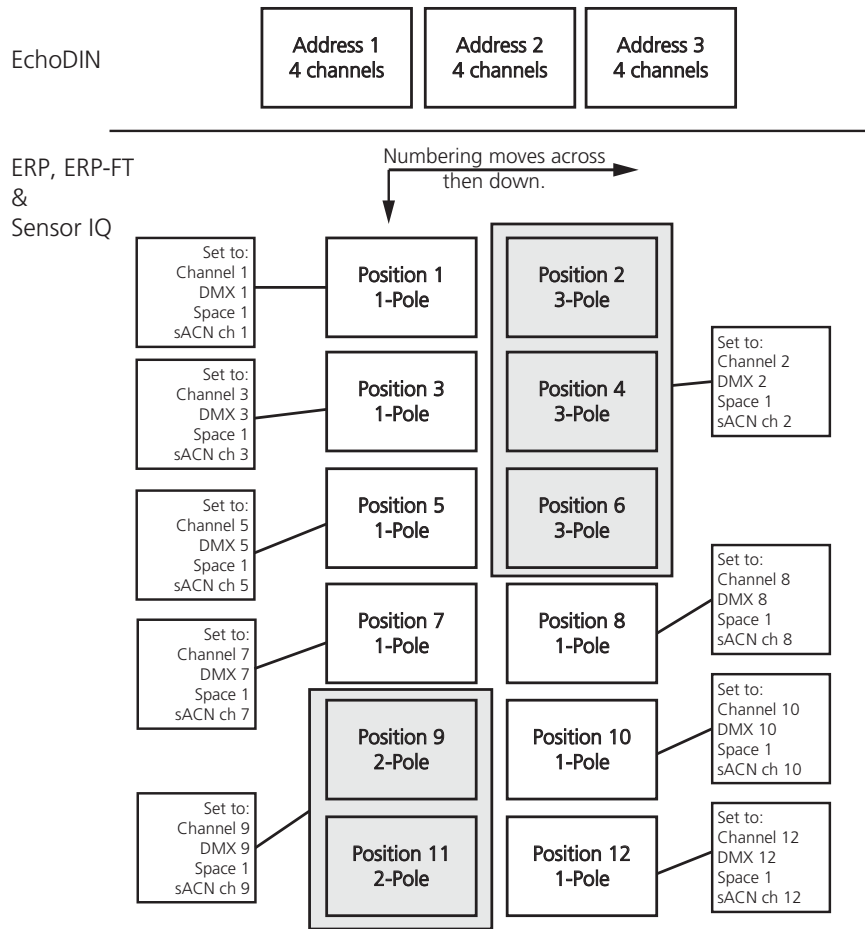 EchoDIN
Address 1
4 channels
Address 2
4 channels
Address 3
4 channels
ERP, ERP-FT
&
Sensor IQ
Numbering moves across
then down.
Set to:
Channel 1
DMX 1
Space 1
sACN ch 1
Position 1
1-Pole
Position 2
3-Pole
Set to:
Channel 2
DMX 2
Space 1
sACN ch 2
Set to:
Channel 3
DMX 3
Space 1
sACN ch 3
Position 3
1-Pole
Position 4
3-Pole
Set to:
Channel 5
DMX 5
Space 1
sACN ch 5
Position 5
1-Pole
Position 6
3-Pole
Set to:
Channel 7
DMX 7
Space 1
sACN ch 7
Position 7
1-Pole
Position 8
1-Pole
Set to:
Channel 8
DMX 8
Space 1
sACN ch 8
Position 9
2-Pole
Position 10
1-Pole
Set to:
Channel 10
DMX 10
Space 1
sACN ch 10
Set to:
Channel 9
DMX 9
Space 1
sACN ch 9
Position 11
2-Pole
Position 12
1-Pole
Set to:
Channel 12
DMX 12
Space 1
sACN ch 12